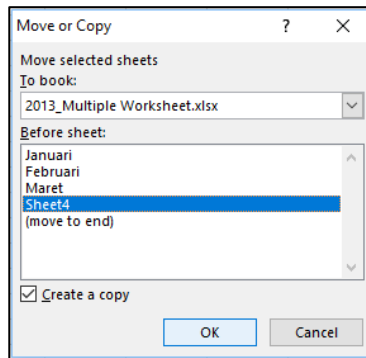 Move or Copy ? X
Move selected sheets
To book:
2013_Multiple Worksheet.xlsx
Before sheet:
Januari
Februari
Maret
Sheet4
(move to end)
Create a copy
OK Cancel